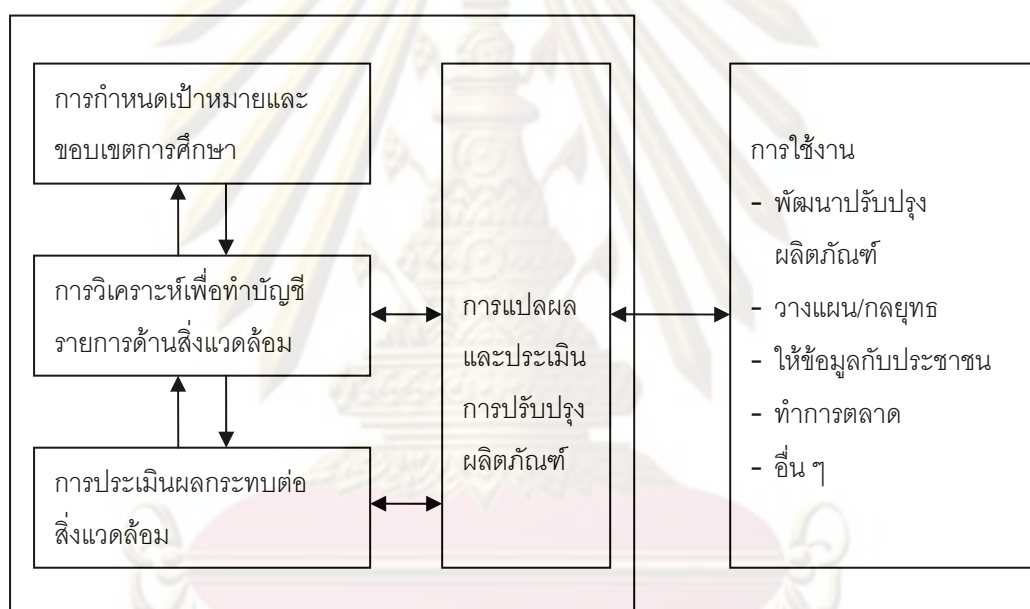 การกำหนดเป้าหมายและ
ขอบเขตการศึกษา
การวิเคราะห์เพื่อทำบัญชี
รายการด้านสิ่งแวดล้อม
การประเมินผลกระทบต่อ
สิ่งแวดล้อม
การแปลผล
และประเมิน
การปรับปรุง
ผลิตภัณฑ์
การใช้งาน
- พัฒนาปรับปรุง
ผลิตภัณฑ์
- วางแผน/กลยุทธ
- ให้ข้อมูลกับประชาชน
- ทำการตลาด
- อื่น ๆ